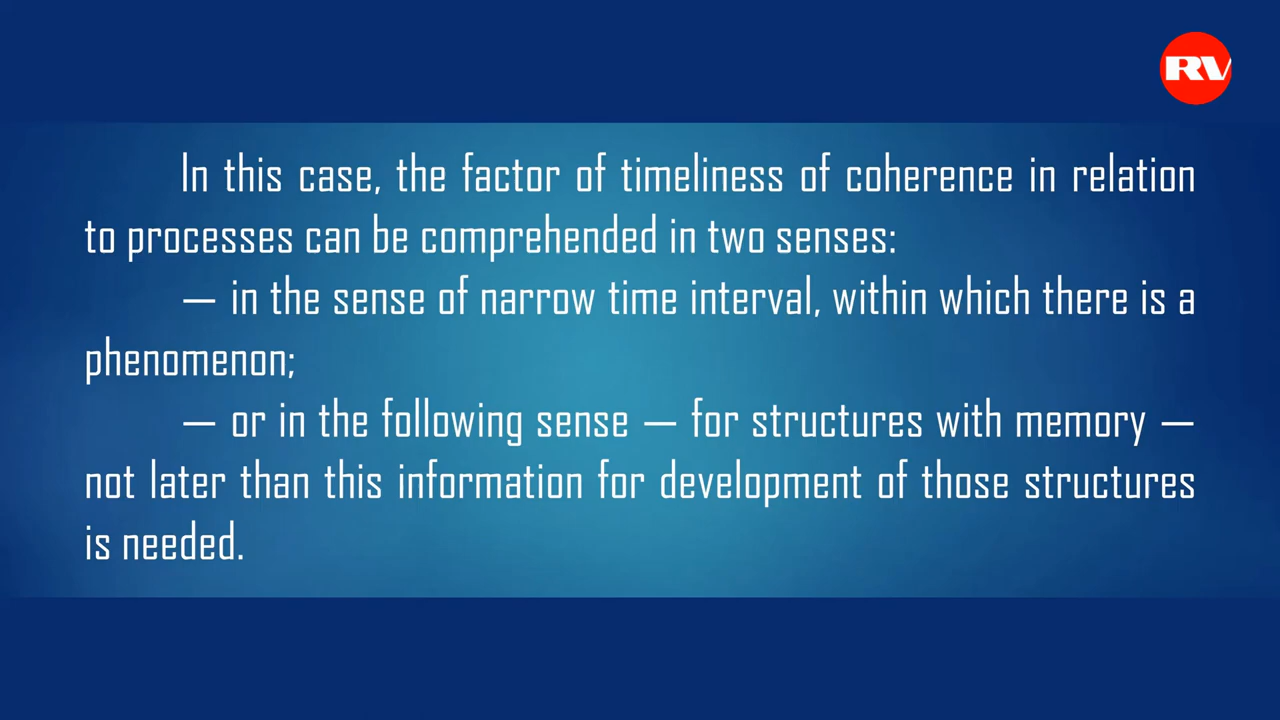 RV
In this case, the factor of timeliness of coherence in relation
to processes can be comprehended in two senses:
— in the sense of narrow time interval, within which there is a
phenomenon;
— or in the following sense — for structures with memory —
not later than this information for development of those structures
is needed.